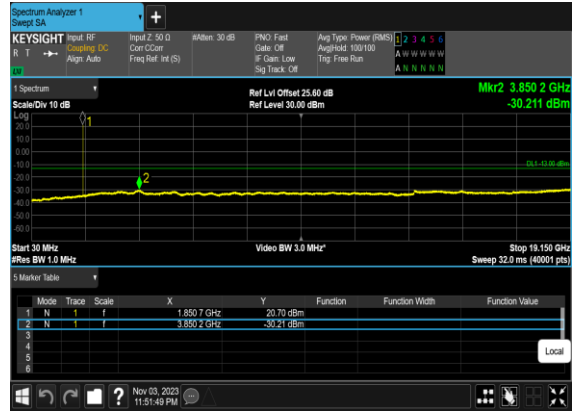 Spectrum Analyzer 1
Swept SA
+
KEYSIGHT Input: RF Input Z: 50 Ω #Atten: 30 dB PNO: Fast Avg Type: Power (RMS) 1 2 3 4 5 6
R T Coupling: DC Corr CCorr Gate: Off Avg|Hold: 100/100 A W W W W W
Align: Auto Freq Ref: Int (S) IF Gain: Low Trig: Free Run
Sig Track: Off A N N N N N
1 Spectrum
Ref Lvl Offset 25.60 dB Mkr2 3.850 2 GHz
Scale/Div 10 dB Ref Level 30.00 dBm -30.211 dBm
Log
1
20.0
10.0
0.00
-10.0
DL1 -13.00 dBm
-20.0
2
-30.0
-40.0
-50.0
-60.0
Start 30 MHz Video BW 3.0 MHz* Stop 19.150 GHz
#Res BW 1.0 MHz Sweep 32.0 ms (40001 pts)
5 Marker Table
Mode Trace Scale X Y Function Function Width Function Value
1 N 1 f 1.850 7 GHz 20.70 dBm
2 N 1 f 3.850 2 GHz -30.21 dBm
3
4
5
6
Local
? Nov 03, 2023
11:51:49 PM